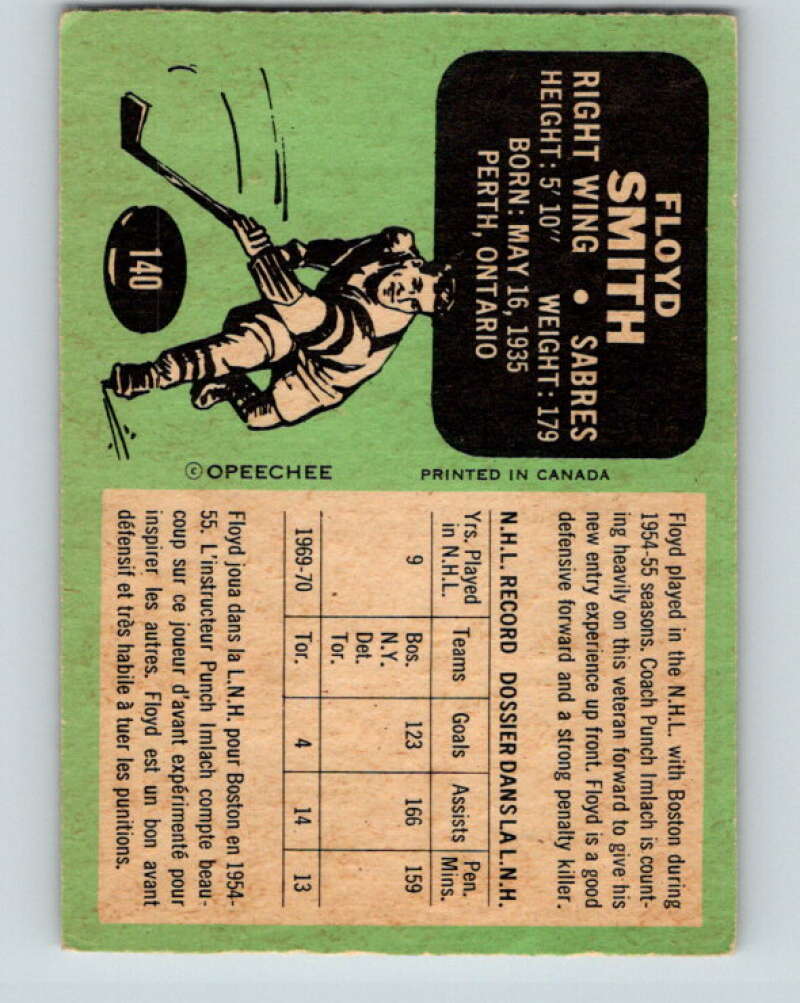 FLOYD
SMITH
RIGHT WING • SABRES
HEIGHT: 5' 10" WEIGHT: 179
BORN: MAY 16, 1935
PERTH, ONTARIO
140
© OPEECHEE
PRINTED IN CANADA
Floyd played in the N.H.L. with Boston during
1954-55 seasons. Coach Punch Imlach is count-
ing heavily on this veteran forward to give his
new entry experience up front. Floyd is a good
defensive forward and a strong penalty killer.
N.H.L. RECORD DOSSIER DANS LA L.N.H.
Yrs. Played in N.H.L. Teams Goals Assists Pen. Mins.
9 Bos. 123 166 159
N.Y.
Det.
Tor.
1969-70 Tor. 4 14 13
Floyd joua dans la L.N.H. pour Boston en 1954-
55. L'instructeur Punch Imlach compte beau-
coup sur ce joueur d'avant expérimenté pour
inspirer les autres. Floyd est un bon avant
défensif et très habile à tuer les punitions.